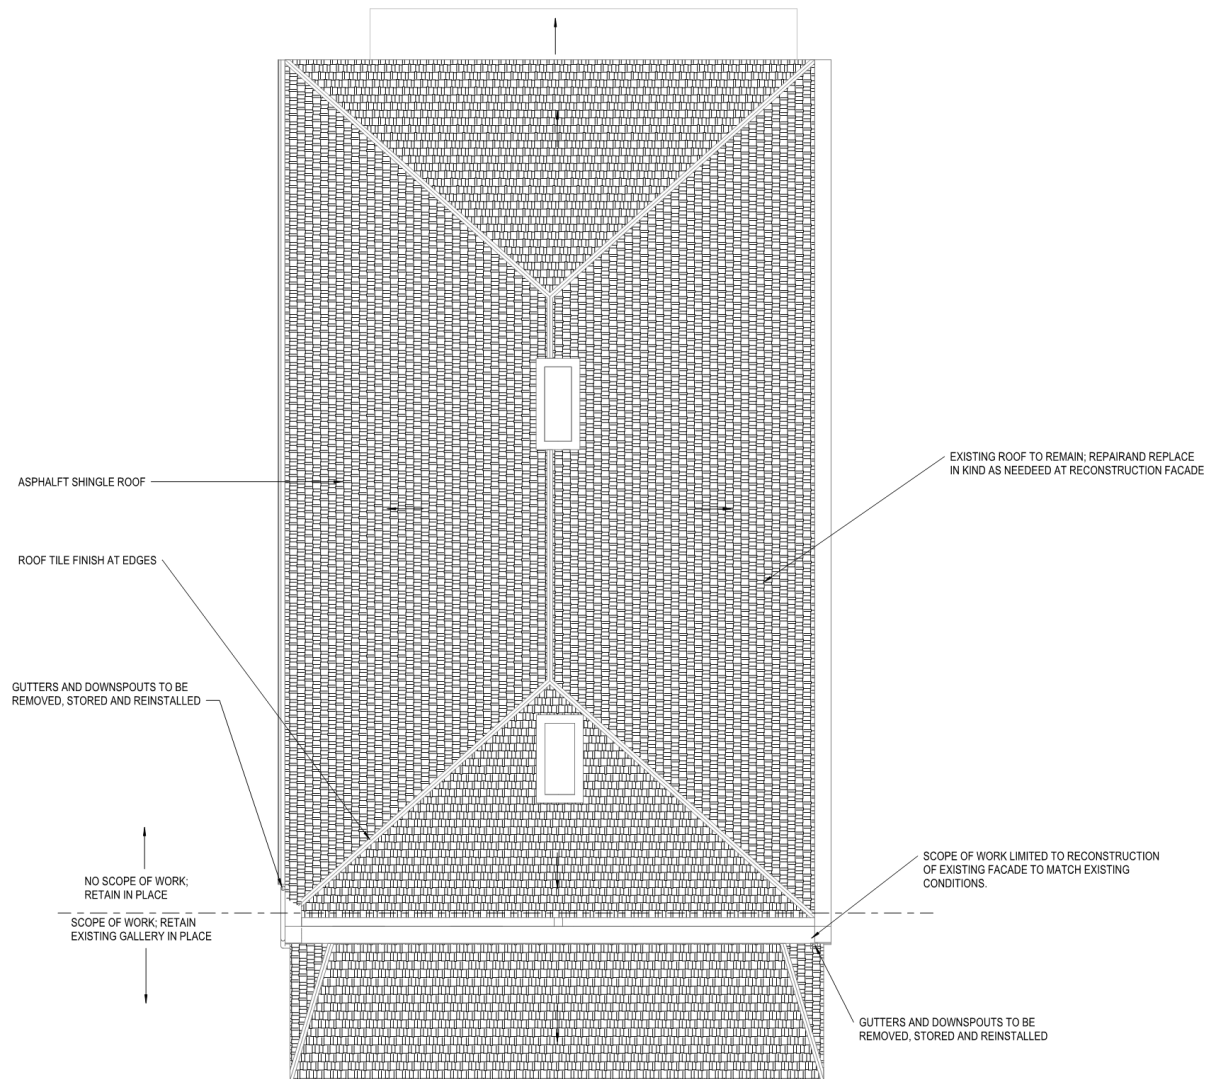 EXISTING ROOF TO REMAIN; REPAIRAND REPLACE
IN KIND AS NEEDEED AT RECONSTRUCTION FACADE
ASPHALFT SHINGLE ROOF
ROOF TILE FINISH AT EDGES
GUTTERS AND DOWNSPOUTS TO BE
REMOVED, STORED AND REINSTALLED
NO SCOPE OF WORK;
RETAIN IN PLACE
SCOPE OF WORK; RETAIN
EXISTING GALLERY IN PLACE
SCOPE OF WORK LIMITED TO RECONSTRUCTION
OF EXISTING FACADE TO MATCH EXISTING
CONDITIONS.
GUTTERS AND DOWNSPOUTS TO BE
REMOVED, STORED AND REINSTALLED